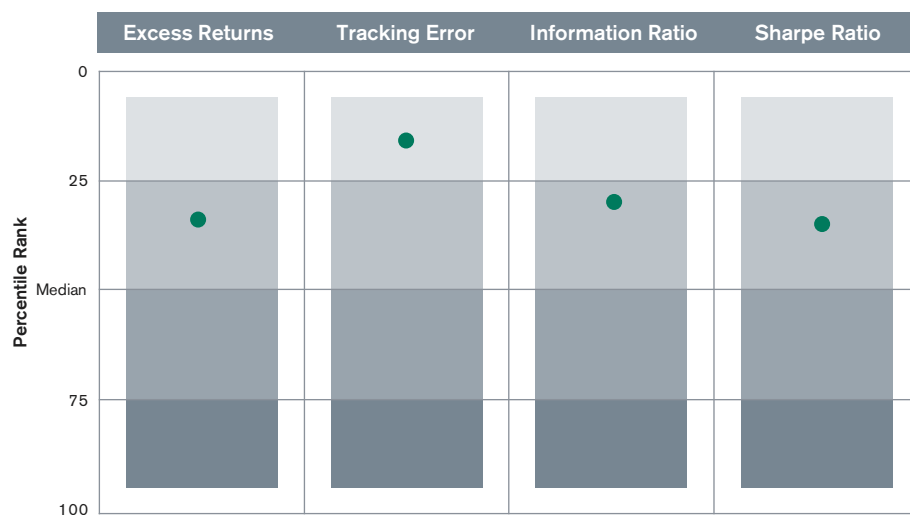 Excess Returns
Tracking Error
Information Ratio
Sharpe Ratio
Percentile Rank
0
25
Median
75
100